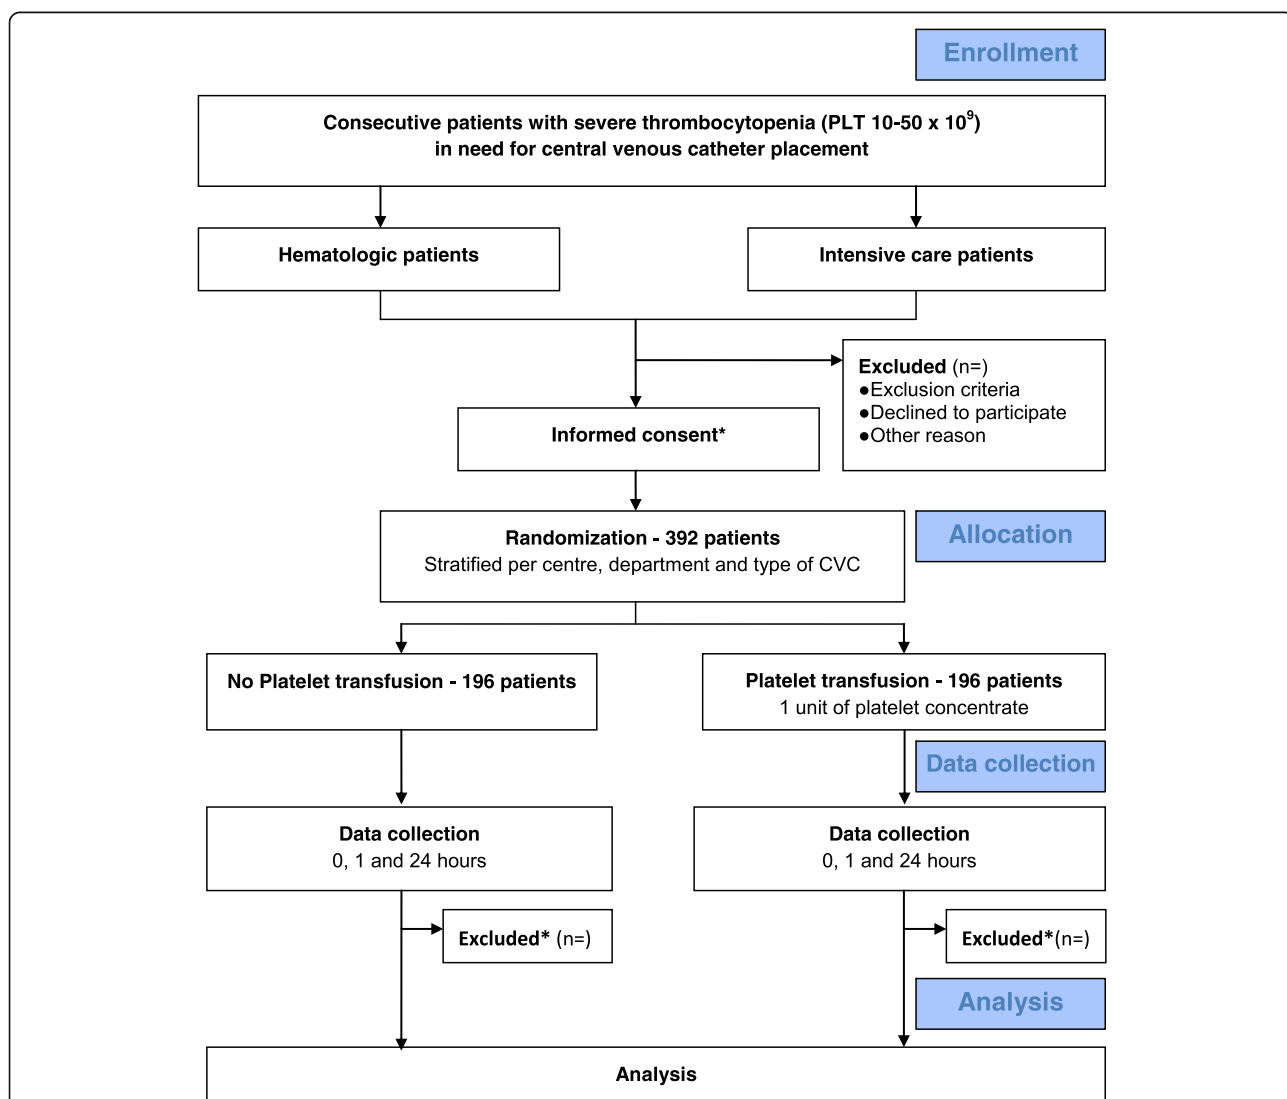 Enrollment
Consecutive patients with severe thrombocytopenia (PLT 10-50 x 10⁹)
in need for central venous catheter placement
Hematologic patients
Intensive care patients
Excluded (n=)
●Exclusion criteria
●Declined to participate
●Other reason
Informed consent*
Randomization - 392 patients
Stratified per centre, department and type of CVC
Allocation
No Platelet transfusion - 196 patients
Platelet transfusion - 196 patients
1 unit of platelet concentrate
Data collection
Data collection
0, 1 and 24 hours
Data collection
0, 1 and 24 hours
Excluded* (n=)
Excluded*(n=)
Analysis
Analysis